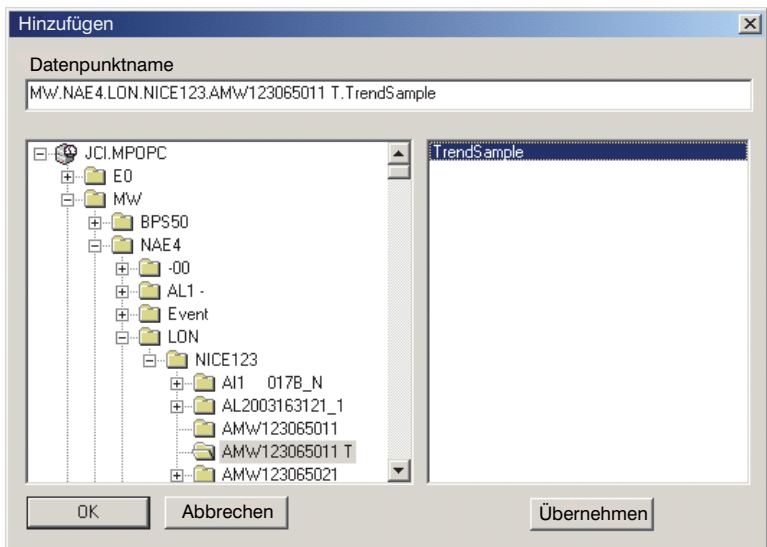 Hinzufügen
Datenpunktname
MW.NAE4.LON.NICE123.AMW123065011 T.TrendSample
JCI.MPOPC
E0
MW
BPS50
NAE4
-00
AL1 -
Event
LON
NICE123
AI1 017B_N
AL2003163121_1
AMW123065011
AMW123065011 T
AMW123065021
TrendSample
OK
Abbrechen
Übernehmen